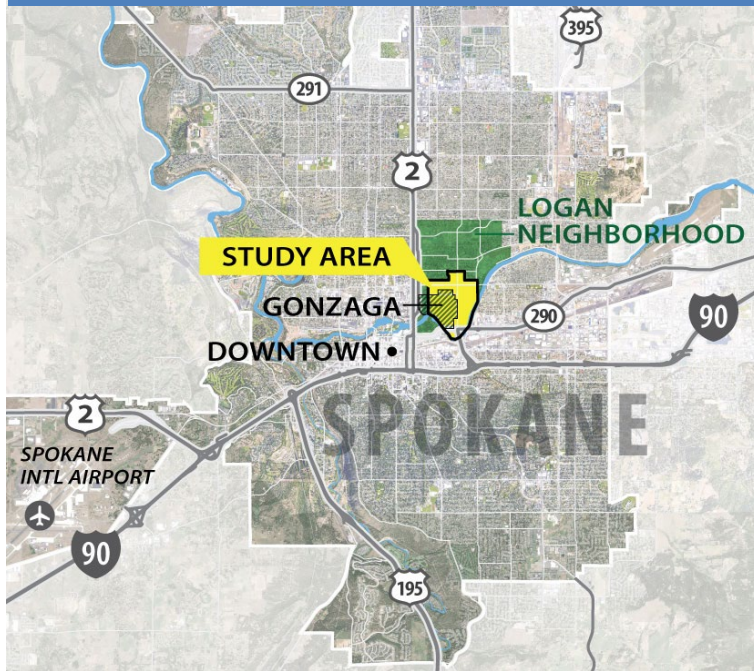 395
291
2
LOGAN
NEIGHBORHOOD
STUDY AREA
GONZAGA
290
90
DOWNTOWN
2
SPOKANE
SPOKANE
INTL AIRPORT
90
195